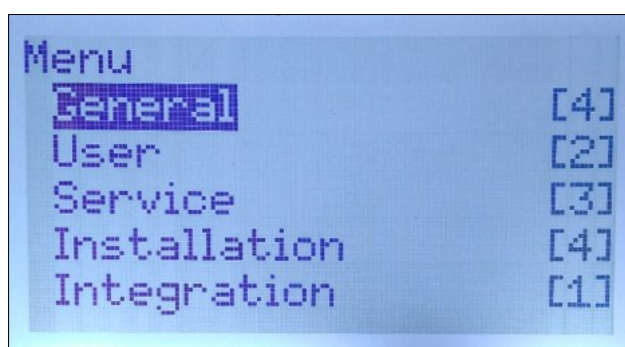 Menu
General [4]
User [2]
Service [3]
Installation [4]
Integration [1]